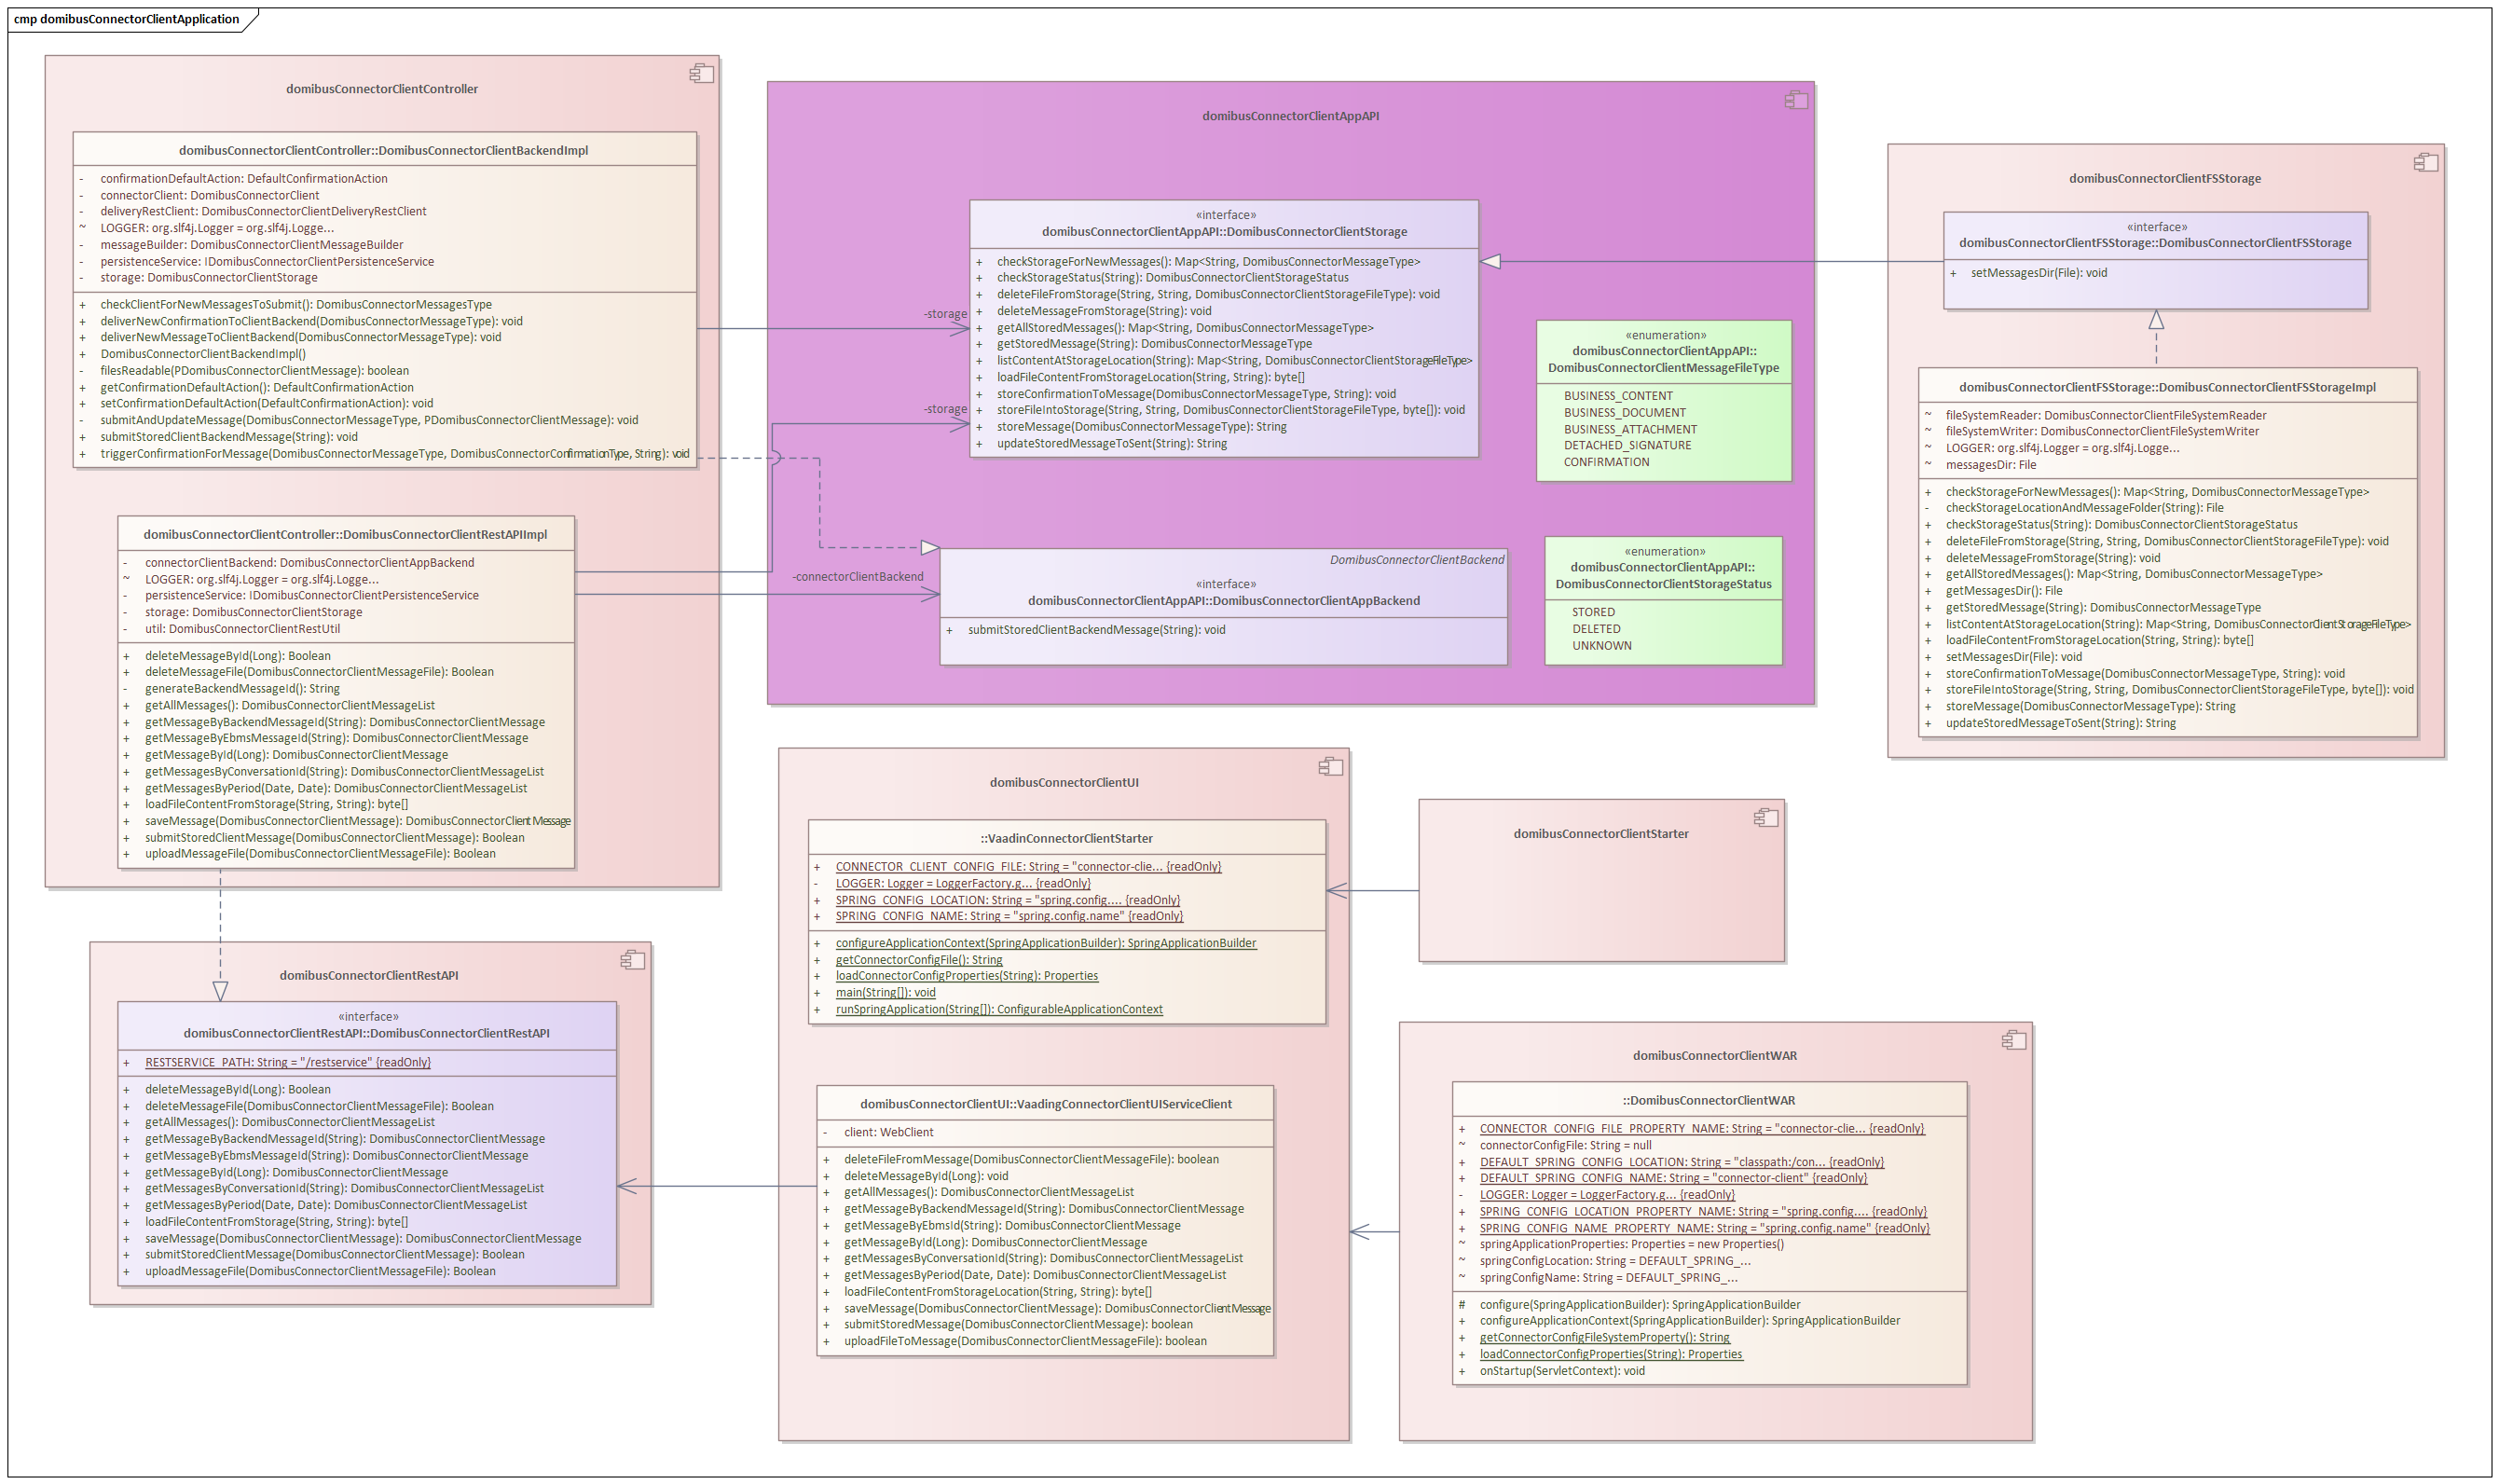 cmp domibusConnectorClientApplication
domibusConnectorClientController
domibusConnectorClientController::DomibusConnectorClientBackendImpl
- confirmationDefaultAction: DefaultConfirmationAction
- connectorClient: DomibusConnectorClient
- deliveryRestClient: DomibusConnectorClientDeliveryRestClient
~ LOGGER: org.slf4j.Logger = org.slf4j.Logge...
- messageBuilder: DomibusConnectorClientMessageBuilder
- persistenceService: IDomibusConnectorClientPersistenceService
- storage: DomibusConnectorClientStorage
+ checkClientForNewMessagesToSubmit(): DomibusConnectorMessagesType
+ deliverNewConfirmationToClientBackend(DomibusConnectorMessageType): void
+ deliverNewMessageToClientBackend(DomibusConnectorMessageType): void
+ DomibusConnectorClientBackendImpl()
- filesReadable(PDomibusConnectorClientMessage): boolean
+ getConfirmationDefaultAction(): DefaultConfirmationAction
+ setConfirmationDefaultAction(DefaultConfirmationAction): void
- submitAndUpdateMessage(DomibusConnectorMessageType, PDomibusConnectorClientMessage): void
+ submitStoredClientBackendMessage(String): void
+ triggerConfirmationForMessage(DomibusConnectorMessageType, DomibusConnectorConfirmationType, String): void
domibusConnectorClientController::DomibusConnectorClientRestAPIImpl
- connectorClientBackend: DomibusConnectorClientAppBackend
~ LOGGER: org.slf4j.Logger = org.slf4j.Logge...
- persistenceService: IDomibusConnectorClientPersistenceService
- storage: DomibusConnectorClientStorage
- util: DomibusConnectorClientRestUtil
+ deleteMessageById(Long): Boolean
+ deleteMessageFile(DomibusConnectorClientMessageFile): Boolean
- generateBackendMessageId(): String
+ getAllMessages(): DomibusConnectorClientMessageList
+ getMessageByBackendMessageId(String): DomibusConnectorClientMessage
+ getMessageByEbmsMessageId(String): DomibusConnectorClientMessage
+ getMessageById(Long): DomibusConnectorClientMessage
+ getMessagesByConversationId(String): DomibusConnectorClientMessageList
+ getMessagesByPeriod(Date, Date): DomibusConnectorClientMessageList
+ loadFileContentFromStorage(String, String): byte[]
+ saveMessage(DomibusConnectorClientMessage): DomibusConnectorClientMessage
+ submitStoredClientMessage(DomibusConnectorClientMessage): Boolean
+ uploadMessageFile(DomibusConnectorClientMessageFile): Boolean
domibusConnectorClientRestAPI
«interface»
domibusConnectorClientRestAPI::DomibusConnectorClientRestAPI
+ RESTSERVICE_PATH: String = "/restservice" {readOnly}
+ deleteMessageById(Long): Boolean
+ deleteMessageFile(DomibusConnectorClientMessageFile): Boolean
+ getAllMessages(): DomibusConnectorClientMessageList
+ getMessageByBackendMessageId(String): DomibusConnectorClientMessage
+ getMessageByEbmsMessageId(String): DomibusConnectorClientMessage
+ getMessageById(Long): DomibusConnectorClientMessage
+ getMessagesByConversationId(String): DomibusConnectorClientMessageList
+ getMessagesByPeriod(Date, Date): DomibusConnectorClientMessageList
+ loadFileContentFromStorage(String, String): byte[]
+ saveMessage(DomibusConnectorClientMessage): DomibusConnectorClientMessage
+ submitStoredClientMessage(DomibusConnectorClientMessage): Boolean
+ uploadMessageFile(DomibusConnectorClientMessageFile): Boolean
domibusConnectorClientAppAPI
-storage
-storage
-connectorClientBackend
«interface»
domibusConnectorClientAppAPI::DomibusConnectorClientStorage
+ checkStorageForNewMessages(): Map<String, DomibusConnectorMessageType>
+ checkStorageStatus(String): DomibusConnectorClientStorageStatus
+ deleteFileFromStorage(String, String, DomibusConnectorClientStorageFileType): void
+ deleteMessageFromStorage(String): void
+ getAllStoredMessages(): Map<String, DomibusConnectorMessageType>
+ getStoredMessage(String): DomibusConnectorMessageType
+ listContentAtStorageLocation(String): Map<String, DomibusConnectorClientStorageFileType>
+ loadFileContentFromStorageLocation(String, String): byte[]
+ storeConfirmationToMessage(DomibusConnectorMessageType, String): void
+ storeFileIntoStorage(String, String, DomibusConnectorClientStorageFileType, byte[]): void
+ storeMessage(DomibusConnectorMessageType): String
+ updateStoredMessageToSent(String): String
«enumeration»
domibusConnectorClientAppAPI::
DomibusConnectorClientMessageFileType
BUSINESS_CONTENT
BUSINESS_DOCUMENT
BUSINESS_ATTACHMENT
DETACHED_SIGNATURE
CONFIRMATION
DomibusConnectorClientBackend
«interface»
domibusConnectorClientAppAPI::DomibusConnectorClientAppBackend
+ submitStoredClientBackendMessage(String): void
«enumeration»
domibusConnectorClientAppAPI::
DomibusConnectorClientStorageStatus
STORED
DELETED
UNKNOWN
domibusConnectorClientFSStorage
«interface»
domibusConnectorClientFSStorage::DomibusConnectorClientFSStorage
+ setMessagesDir(File): void
domibusConnectorClientFSStorage::DomibusConnectorClientFSStorageImpl
~ fileSystemReader: DomibusConnectorClientFileSystemReader
~ fileSystemWriter: DomibusConnectorClientFileSystemWriter
~ LOGGER: org.slf4j.Logger = org.slf4j.Logge...
~ messagesDir: File
+ checkStorageForNewMessages(): Map<String, DomibusConnectorMessageType>
- checkStorageLocationAndMessageFolder(String): File
+ checkStorageStatus(String): DomibusConnectorClientStorageStatus
+ deleteFileFromStorage(String, String, DomibusConnectorClientStorageFileType): void
+ deleteMessageFromStorage(String): void
+ getAllStoredMessages(): Map<String, DomibusConnectorMessageType>
+ getMessagesDir(): File
+ getStoredMessage(String): DomibusConnectorMessageType
+ listContentAtStorageLocation(String): Map<String, DomibusConnectorClientStorageFileType>
+ loadFileContentFromStorageLocation(String, String): byte[]
+ setMessagesDir(File): void
+ storeConfirmationToMessage(DomibusConnectorMessageType, String): void
+ storeFileIntoStorage(String, String, DomibusConnectorClientStorageFileType, byte[]): void
+ storeMessage(DomibusConnectorMessageType): String
+ updateStoredMessageToSent(String): String
domibusConnectorClientUI
::VaadinConnectorClientStarter
+ CONNECTOR_CLIENT_CONFIG_FILE: String = "connector-clie... {readOnly}
- LOGGER: Logger = LoggerFactory.g... {readOnly}
+ SPRING_CONFIG_LOCATION: String = "spring.config.... {readOnly}
+ SPRING_CONFIG_NAME: String = "spring.config.name" {readOnly}
+ configureApplicationContext(SpringApplicationBuilder): SpringApplicationBuilder
+ getConnectorConfigFile(): String
+ loadConnectorConfigProperties(String): Properties
+ main(String[]): void
+ runSpringApplication(String[]): ConfigurableApplicationContext
domibusConnectorClientUI::VaadingConnectorClientUIServiceClient
- client: WebClient
+ deleteFileFromMessage(DomibusConnectorClientMessageFile): boolean
+ deleteMessageById(Long): void
+ getAllMessages(): DomibusConnectorClientMessageList
+ getMessageByBackendMessageId(String): DomibusConnectorClientMessage
+ getMessageByEbmsId(String): DomibusConnectorClientMessage
+ getMessageById(Long): DomibusConnectorClientMessage
+ getMessagesByConversationId(String): DomibusConnectorClientMessageList
+ getMessagesByPeriod(Date, Date): DomibusConnectorClientMessageList
+ loadFileContentFromStorageLocation(String, String): byte[]
+ saveMessage(DomibusConnectorClientMessage): DomibusConnectorClientMessage
+ submitStoredMessage(DomibusConnectorClientMessage): boolean
+ uploadFileToMessage(DomibusConnectorClientMessageFile): boolean
domibusConnectorClientStarter
domibusConnectorClientWAR
::DomibusConnectorClientWAR
+ CONNECTOR_CONFIG_FILE_PROPERTY_NAME: String = "connector-clie... {readOnly}
~ connectorConfigFile: String = null
+ DEFAULT_SPRING_CONFIG_LOCATION: String = "classpath:/con... {readOnly}
+ DEFAULT_SPRING_CONFIG_NAME: String = "connector-client" {readOnly}
- LOGGER: Logger = LoggerFactory.g... {readOnly}
+ SPRING_CONFIG_LOCATION_PROPERTY_NAME: String = "spring.config.... {readOnly}
+ SPRING_CONFIG_NAME_PROPERTY_NAME: String = "spring.config.name" {readOnly}
~ springApplicationProperties: Properties = new Properties()
~ springConfigLocation: String = DEFAULT_SPRING_...
~ springConfigName: String = DEFAULT_SPRING_...
# configure(SpringApplicationBuilder): SpringApplicationBuilder
+ configureApplicationContext(SpringApplicationBuilder): SpringApplicationBuilder
+ getConnectorConfigFileSystemProperty(): String
+ loadConnectorConfigProperties(String): Properties
+ onStartup(ServletContext): void